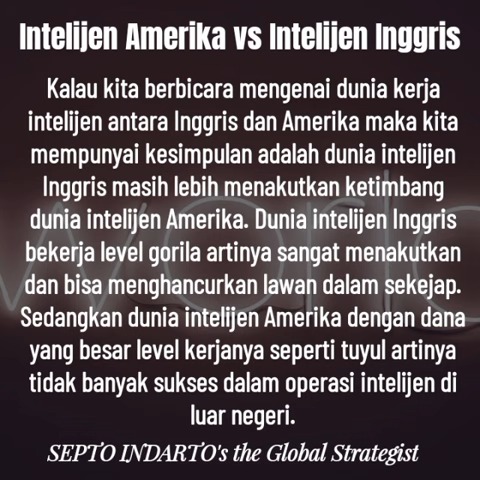 Intelijen Amerika vs Intelijen Inggris
Kalau kita berbicara mengenai dunia kerja
intelijen antara Inggris dan Amerika maka kita
mempunyai kesimpulan adalah dunia intelijen
Inggris masih lebih menakutkan ketimbang
dunia intelijen Amerika. Dunia intelijen Inggris
bekerja level gorila artinya sangat menakutkan
dan bisa menghancurkan lawan dalam sekejap.
Sedangkan dunia intelijen Amerika dengan dana
yang besar level kerjanya seperti tuyul artinya
tidak banyak sukses dalam operasi intelijen di
luar negeri.
SEPTO INDARTO's the Global Strategist